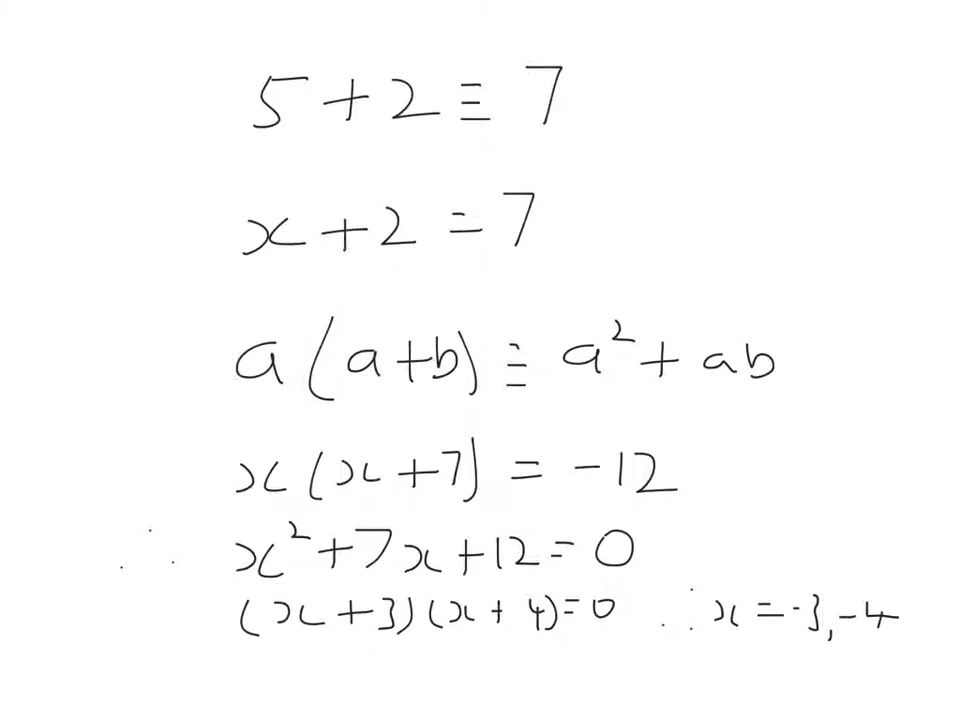 5 + 2 ≡ 7
x + 2 = 7
a (a + b) ≡ a² + ab
x (x + 7) = -12
∴ x² + 7x + 12 = 0
(x + 3) (x + 4) = 0 ∴ x = -3, -4